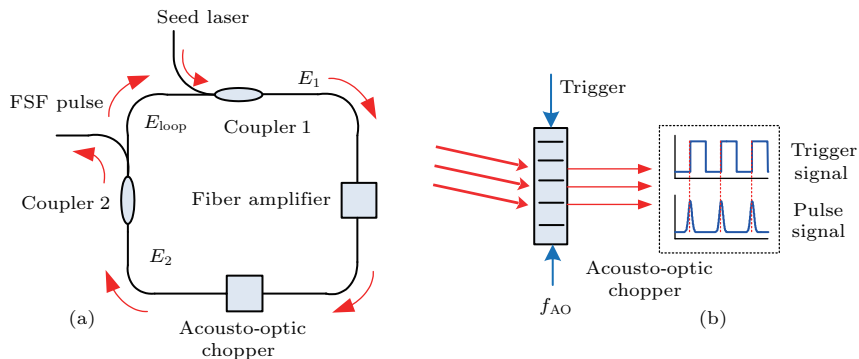 Seed laser
E1
FSF pulse
Eloop
Coupler 1
Fiber amplifier
Coupler 2
E2
(a)
Acousto-optic
chopper
Trigger
Trigger
signal
Pulse
signal
Acousto-optic
chopper
fAO
(b)